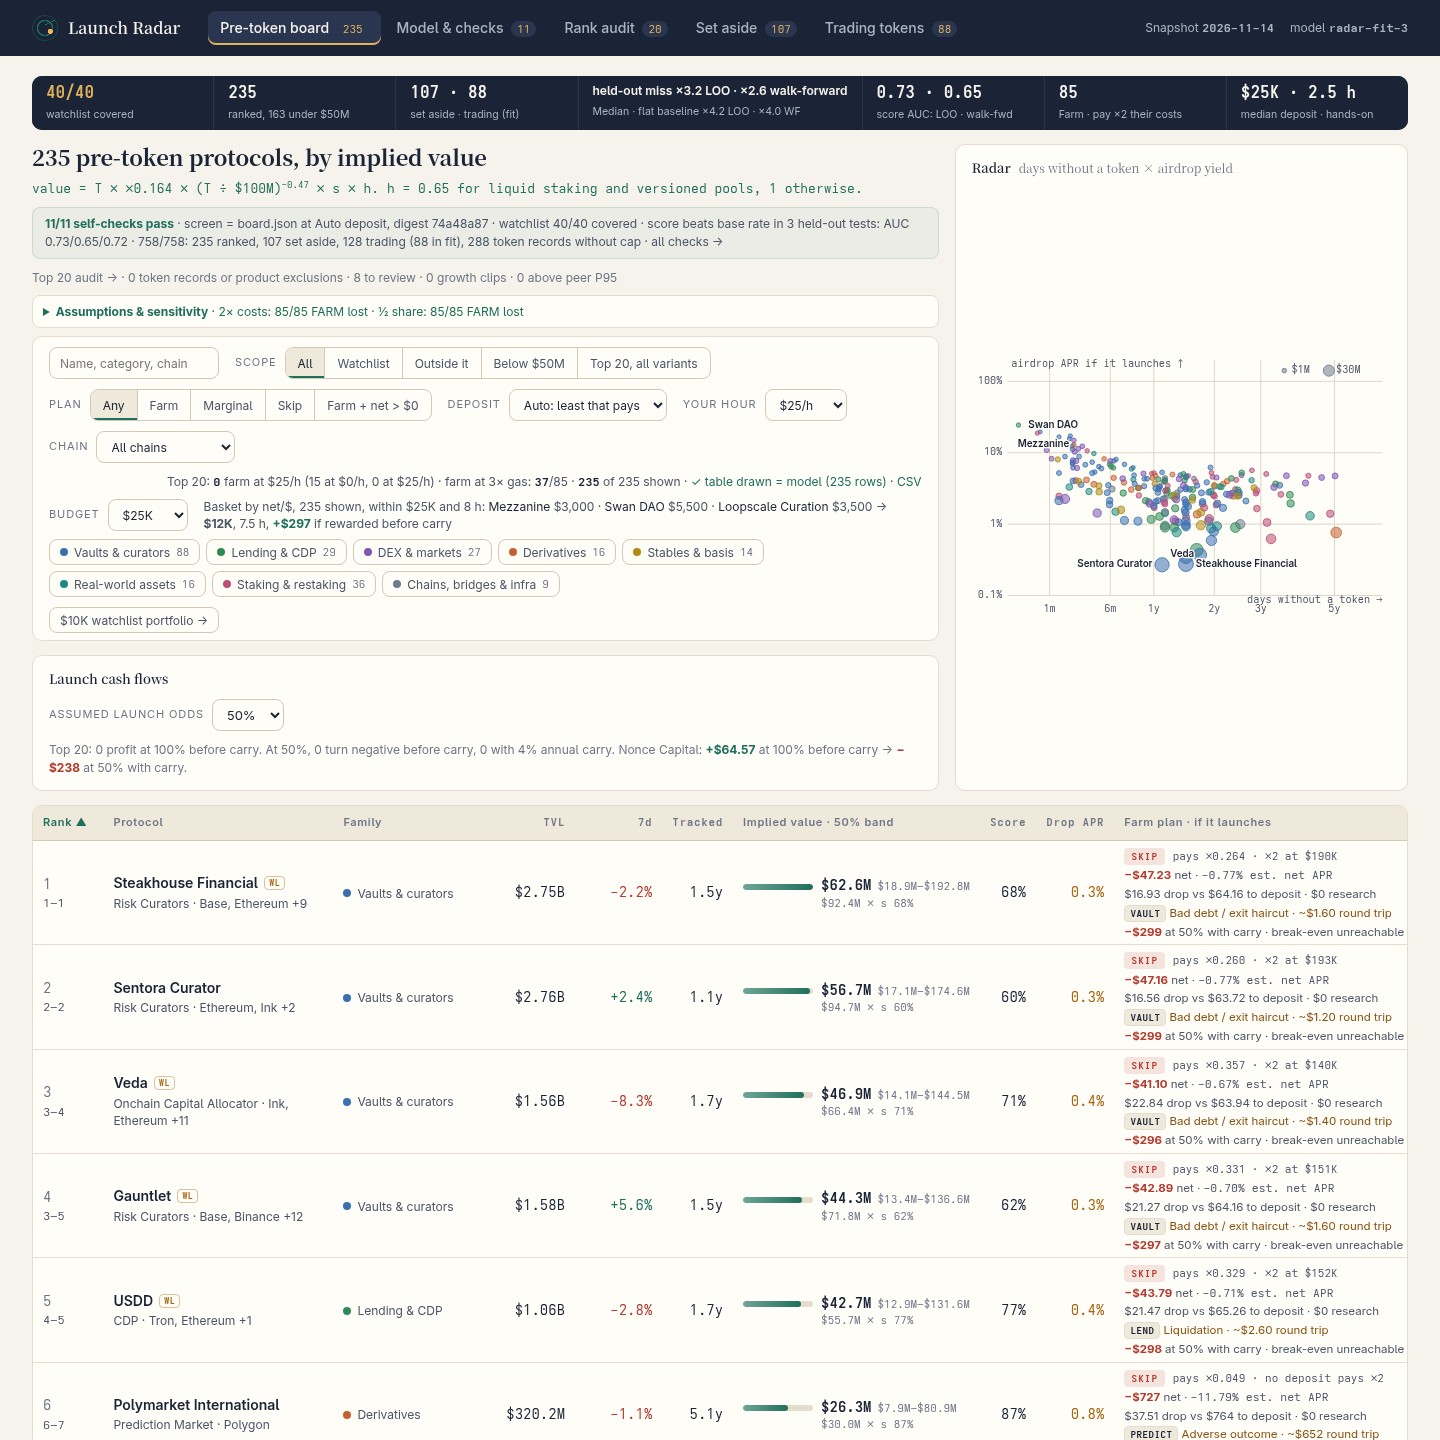 Launch Radar
Pre-token board 235
Model & checks 11
Rank audit 20
Set aside 107
Trading tokens 88
Snapshot 2026-11-14 model radar-fit-3
40/40
watchlist covered
235
ranked, 163 under $50M
107 · 88
set aside · trading (fit)
held-out miss ×3.2 LOO · ×2.6 walk-forward
Median · flat baseline ×4.2 LOO · ×4.0 WF
0.73 · 0.65
score AUC: LOO · walk-fwd
85
Farm · pay ×2 their costs
$25K · 2.5 h
median deposit · hands-on
235 pre-token protocols, by implied value
value = T × ×0.164 × (T ÷ $100M)−0.47 × s × h. h = 0.65 for liquid staking and versioned pools, 1 otherwise.
11/11 self-checks pass · screen = board.json at Auto deposit, digest 74a48a87 · watchlist 40/40 covered · score beats base rate in 3 held-out tests: AUC
0.73/0.65/0.72 · 758/758: 235 ranked, 107 set aside, 128 trading (88 in fit), 288 token records without cap · all checks →
Top 20 audit → · 0 token records or product exclusions · 8 to review · 0 growth clips · 0 above peer P95
▶ Assumptions & sensitivity · 2× costs: 85/85 FARM lost · ½ share: 85/85 FARM lost
Name, category, chain
SCOPE All Watchlist Outside it Below $50M Top 20, all variants
PLAN Any Farm Marginal Skip Farm + net > $0 DEPOSIT Auto: least that pays YOUR HOUR $25/h
CHAIN All chains
Top 20: 0 farm at $25/h (15 at $0/h, 0 at $25/h) · farm at 3× gas: 37/85 · 235 of 235 shown · ✓ table drawn = model (235 rows) · CSV
BUDGET $25K
Basket by net/$, 235 shown, within $25K and 8 h: Mezzanine $3,000 · Swan DAO $5,500 · Loopscale Curation $3,500 →
$12K, 7.5 h, +$297 if rewarded before carry
Vaults & curators 88
Lending & CDP 29
DEX & markets 27
Derivatives 16
Stables & basis 14
Real-world assets 16
Staking & restaking 36
Chains, bridges & infra 9
$10K watchlist portfolio →
Launch cash flows
ASSUMED LAUNCH ODDS 50%
Top 20: 0 profit at 100% before carry. At 50%, 0 turn negative before carry, 0 with 4% annual carry. Nonce Capital: +$64.57 at 100% before carry → −
$238 at 50% with carry.
Radar days without a token × airdrop yield
airdrop APR if it launches ↑
$1M $30M
100%
Swan DAO
Mezzanine
10%
1%
Veda
Sentora Curator
Steakhouse Financial
0.1%
days without a token →
1m 6m 1y 2y 3y 5y
Rank ▲ Protocol Family TVL 7d Tracked Implied value · 50% band Score Drop APR Farm plan · if it launches
1
1–1
Steakhouse Financial WL
Risk Curators · Base, Ethereum +9
Vaults & curators
$2.75B
−2.2%
1.5y
$62.6M $18.9M–$192.8M
$92.4M × s 68%
68%
0.3%
SKIP pays ×0.264 · ×2 at $190K
−$47.23 net · −0.77% est. net APR
$16.93 drop vs $64.16 to deposit · $0 research
VAULT Bad debt / exit haircut · ~$1.60 round trip
−$299 at 50% with carry · break-even unreachable
2
2–2
Sentora Curator
Risk Curators · Ethereum, Ink +2
Vaults & curators
$2.76B
+2.4%
1.1y
$56.7M $17.1M–$174.6M
$94.7M × s 60%
60%
0.3%
SKIP pays ×0.260 · ×2 at $193K
−$47.16 net · −0.77% est. net APR
$16.56 drop vs $63.72 to deposit · $0 research
VAULT Bad debt / exit haircut · ~$1.20 round trip
−$299 at 50% with carry · break-even unreachable
3
3–4
Veda WL
Onchain Capital Allocator · Ink,
Ethereum +11
Vaults & curators
$1.56B
−8.3%
1.7y
$46.9M $14.1M–$144.5M
$66.4M × s 71%
71%
0.4%
SKIP pays ×0.357 · ×2 at $140K
−$41.10 net · −0.67% est. net APR
$22.84 drop vs $63.94 to deposit · $0 research
VAULT Bad debt / exit haircut · ~$1.40 round trip
−$296 at 50% with carry · break-even unreachable
4
3–5
Gauntlet WL
Risk Curators · Base, Binance +12
Vaults & curators
$1.58B
+5.6%
1.5y
$44.3M $13.4M–$136.6M
$71.8M × s 62%
62%
0.3%
SKIP pays ×0.331 · ×2 at $151K
−$42.89 net · −0.70% est. net APR
$21.27 drop vs $64.16 to deposit · $0 research
VAULT Bad debt / exit haircut · ~$1.60 round trip
−$297 at 50% with carry · break-even unreachable
5
4–5
USDD WL
CDP · Tron, Ethereum +1
Lending & CDP
$1.06B
−2.8%
1.7y
$42.7M $12.9M–$131.6M
$55.7M × s 77%
77%
0.4%
SKIP pays ×0.329 · ×2 at $152K
−$43.79 net · −0.71% est. net APR
$21.47 drop vs $65.26 to deposit · $0 research
LEND Liquidation · ~$2.60 round trip
−$298 at 50% with carry · break-even unreachable
6
6–7
Polymarket International
Prediction Market · Polygon
Derivatives
$320.2M
−1.1%
5.1y
$26.3M $7.9M–$80.9M
$30.0M × s 87%
87%
0.8%
SKIP pays ×0.049 · no deposit pays ×2
−$727 net · −11.79% est. net APR
$37.51 drop vs $764 to deposit · $0 research
PREDICT Adverse outcome · ~$652 round trip